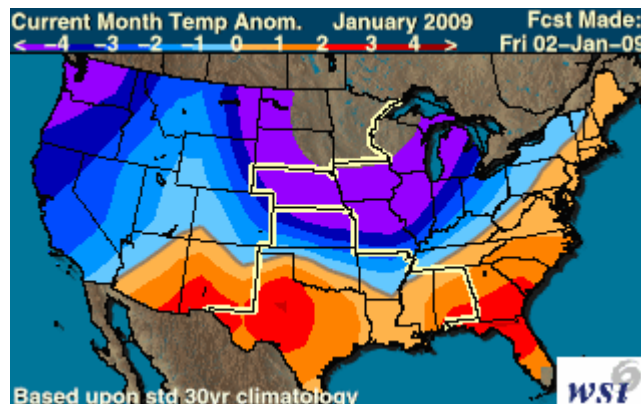 Current Month Temp Anom. January 2009 Fcst Made:
< -4 -3 -2 -1 0 1 2 3 4 > Fri 02-Jan-09
Based upon std 30yr climatology
WSI